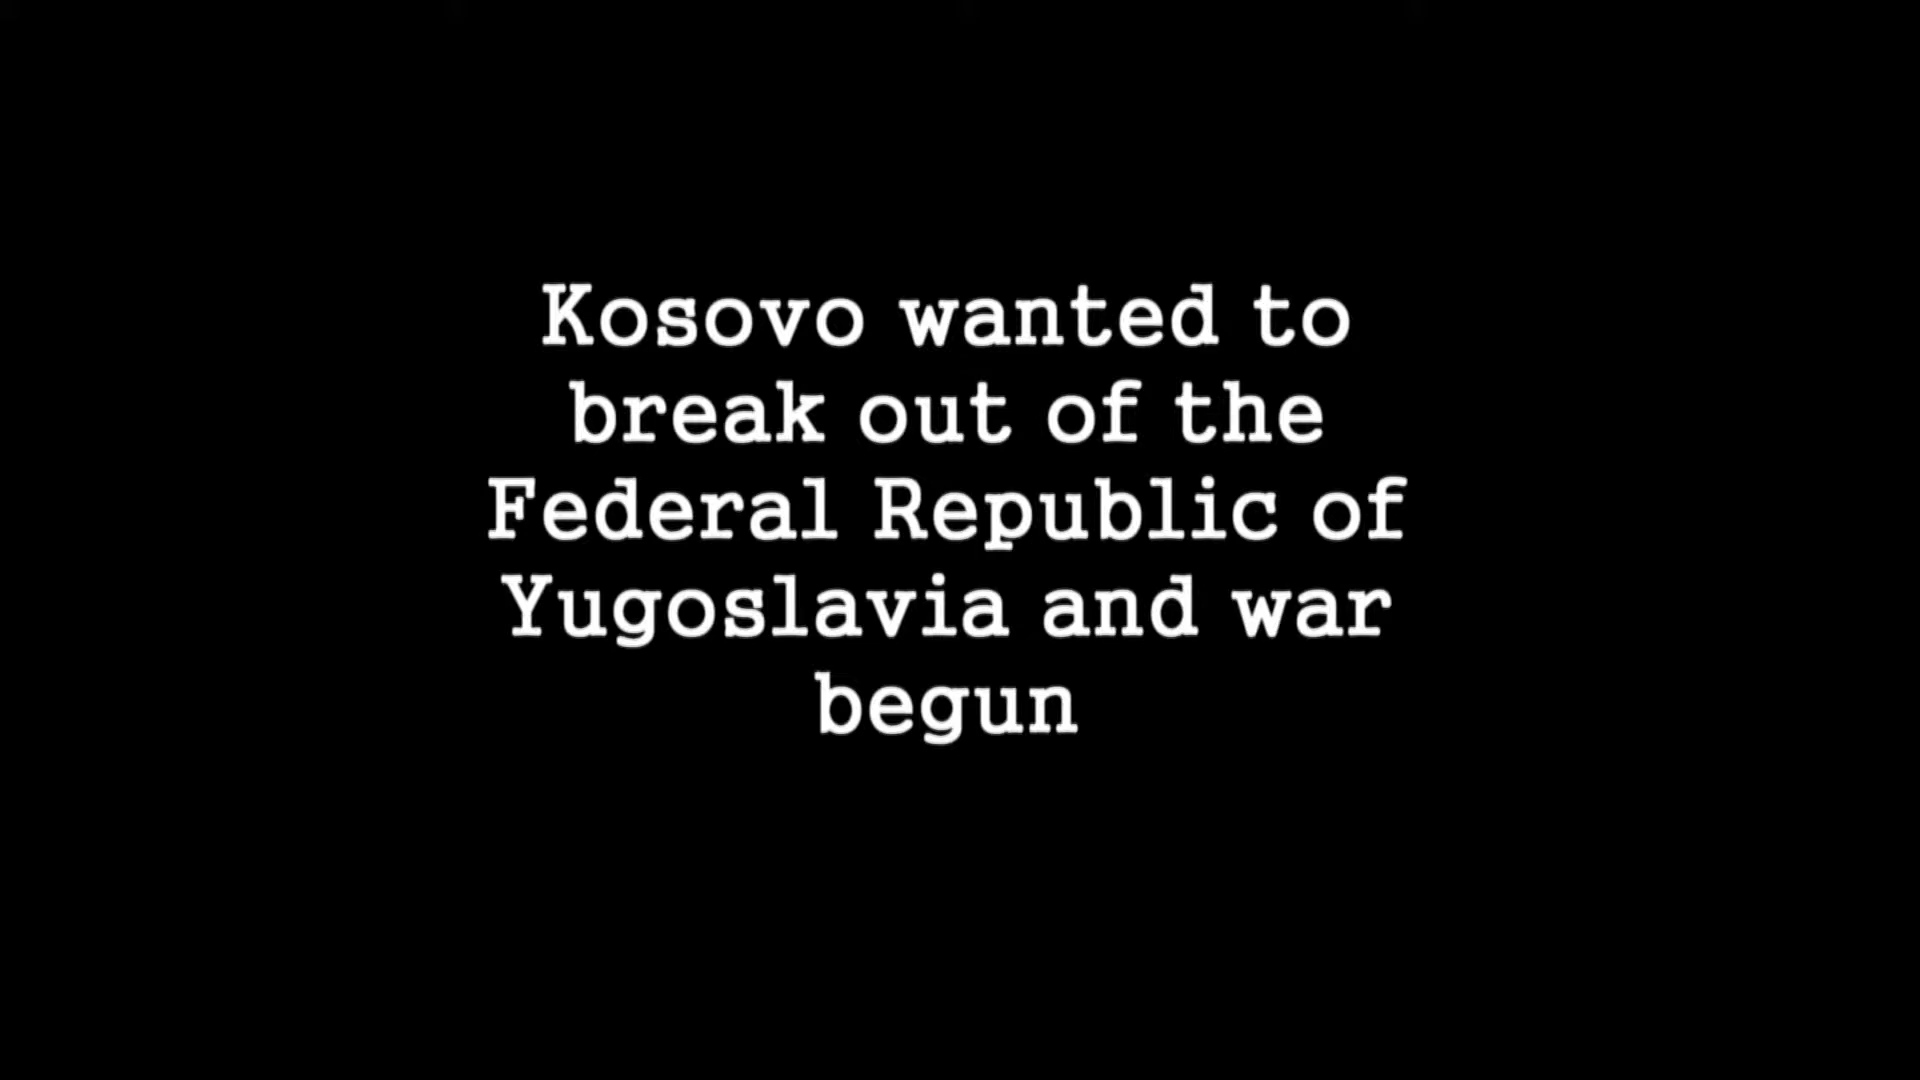 Kosovo wanted to
break out of the
Federal Republic of
Yugoslavia and war
begun